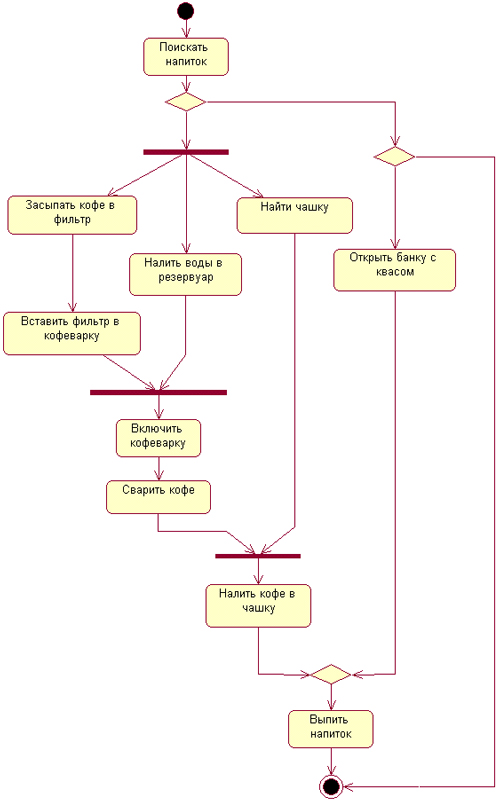 Поискать
напиток
Засыпать кофе в
фильтр
Найти чашку
Налить воды в
резервуар
Открыть банку с
квасом
Вставить фильтр в
кофеварку
Включить
кофеварку
Сварить кофе
Налить кофе в
чашку
Выпить
напиток